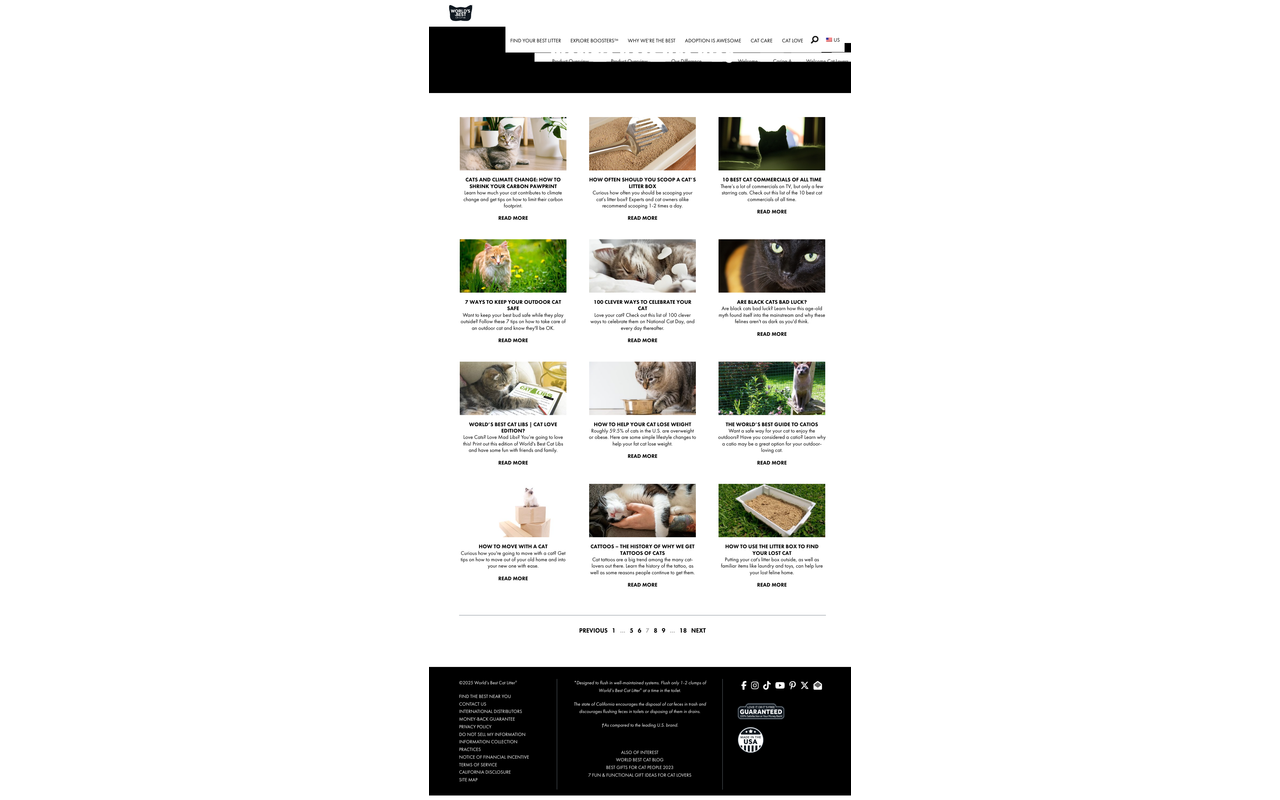 WORLD'S
BEST
FIND YOUR BEST LITTER EXPLORE BOOSTERS™ WHY WE'RE THE BEST ADOPTION IS AWESOME CAT CARE CAT LOVE US
Product Overview Product Overview Our Difference Welcome
CATS AND CLIMATE CHANGE: HOW TO
SHRINK YOUR CARBON PAWPRINT
Learn how much your cat contributes to climate
change and get tips on how to limit their carbon
footprint.
READ MORE
HOW OFTEN SHOULD YOU SCOOP A CAT'S
LITTER BOX
Curious how often you should be scooping your
cat's litter box? Experts and cat owners alike
recommend scooping 1-2 times a day.
READ MORE
10 BEST CAT COMMERCIALS OF ALL TIME
There's a lot of commercials on TV, but only a few
starring cats. Check out this list of the 10 best cat
commercials of all time.
READ MORE
7 WAYS TO KEEP YOUR OUTDOOR CAT
SAFE
Want to keep your best bud safe while they play
outside? Follow these 7 tips on how to take care of
an outdoor cat and know they'll be OK.
READ MORE
100 CLEVER WAYS TO CELEBRATE YOUR
CAT
Love your cat? Check out this list of 100 clever
ways to celebrate them on National Cat Day, and
every day thereafter.
READ MORE
ARE BLACK CATS BAD LUCK?
Are black cats bad luck? Learn how this age-old
myth found itself into the mainstream and why these
felines aren't as dark as you'd think.
READ MORE
WORLD'S BEST CAT LIBS | CAT LOVE
EDITION?
Love Cats? Love Mad Libs? You're going to love
this! Print out this edition of World's Best Cat Libs
and have some fun with friends and family.
READ MORE
HOW TO HELP YOUR CAT LOSE WEIGHT
Roughly 59.5% of cats in the U.S. are overweight
or obese. Here are some simple lifestyle changes to
help your fat cat lose weight
READ MORE
THE WORLD'S BEST GUIDE TO CATIOS
Want a safe way for your cat to enjoy the
outdoors? Have you considered a catio? Learn why
a catio may be a great option for your outdoor-
loving cat.
READ MORE
HOW TO MOVE WITH A CAT
Curious how you're going to move with a cat? Get
tips on how to move out of your old home and into
your new one with ease.
READ MORE
CATTOOS – THE HISTORY OF WHY WE GET
TATTOOS OF CATS
Cat tattoos are a big trend among the many cat-
lovers out there. Learn the history of the tattoo, as
well as some reasons people continue to get them.
READ MORE
HOW TO USE THE LITTER BOX TO FIND
YOUR LOST CAT
Putting your cat's litter box outside, as well as
familiar items like laundry and toys, can help lure
your lost feline home.
READ MORE
PREVIOUS 1 ... 5 6 7 8 9 ... 18 NEXT
©2025 World's Best Cat Litter®
FIND THE BEST NEAR YOU
CONTACT US
INTERNATIONAL DISTRIBUTORS
MONEY-BACK GUARANTEE
PRIVACY POLICY
DO NOT SELL MY INFORMATION
INFORMATION COLLECTION
PRACTICES
NOTICE OF FINANCIAL INCENTIVE
TERMS OF SERVICE
CALIFORNIA DISCLOSURE
SITE MAP
*Designed to flush in well-maintained systems. Flush only 1–2 clumps of
World's Best Cat Litter® at a time in the toilet.
The state of California encourages the disposal of cat feces in trash and
discourages flushing feces in toilets or disposing of them in drains.
†As compared to the leading U.S. brand.
ALSO OF INTEREST
WORLD BEST CAT BLOG
BEST GIFTS FOR CAT PEOPLE 2023
7 FUN & FUNCTIONAL GIFT IDEAS FOR CAT LOVERS
GUARANTEED
MADE IN THE
USA